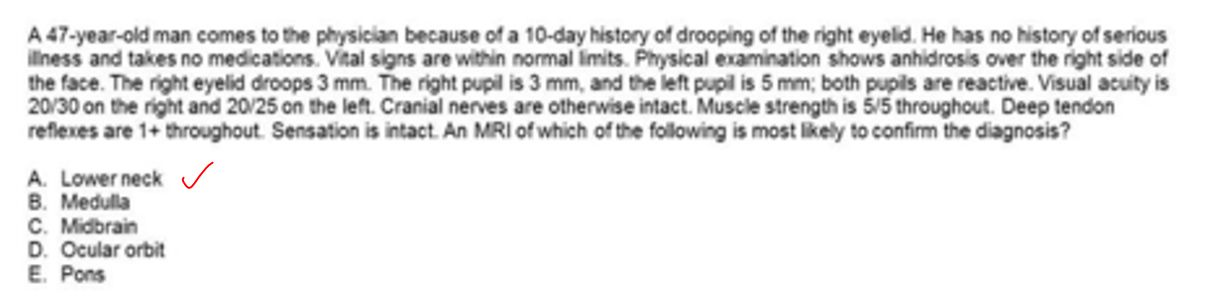 A 47-year-old man comes to the physician because of a 10-day history of drooping of the right eyelid. He has no history of serious
illness and takes no medications. Vital signs are within normal limits. Physical examination shows anhidrosis over the right side of
the face. The right eyelid droops 3 mm. The right pupil is 3 mm, and the left pupil is 5 mm; both pupils are reactive. Visual acuity is
20/30 on the right and 20/25 on the left. Cranial nerves are otherwise intact. Muscle strength is 5/5 throughout. Deep tendon
reflexes are 1+ throughout. Sensation is intact. An MRI of which of the following is most likely to confirm the diagnosis?
A. Lower neck
B. Medulla
C. Midbrain
D. Ocular orbit
E. Pons